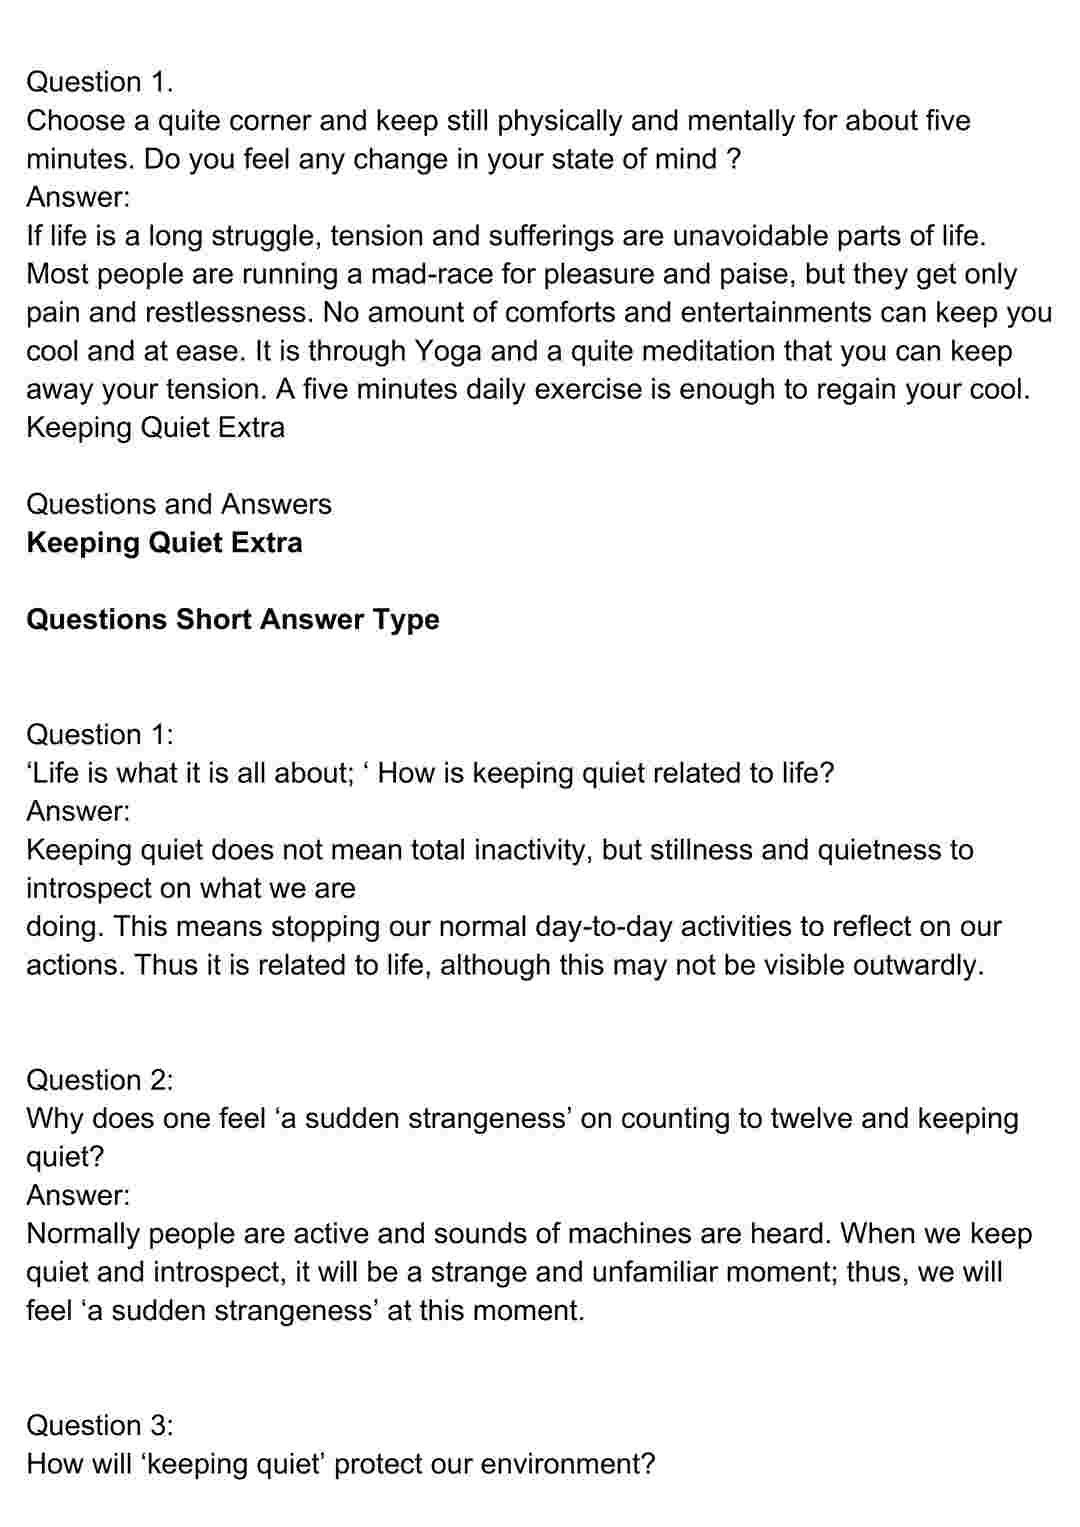 Question 1.
Choose a quite corner and keep still physically and mentally for about five
minutes. Do you feel any change in your state of mind ?
Answer:
If life is a long struggle, tension and sufferings are unavoidable parts of life.
Most people are running a mad-race for pleasure and paise, but they get only
pain and restlessness. No amount of comforts and entertainments can keep you
cool and at ease. It is through Yoga and a quite meditation that you can keep
away your tension. A five minutes daily exercise is enough to regain your cool.
Keeping Quiet Extra
Questions and Answers
Keeping Quiet Extra
Questions Short Answer Type
Question 1:
‘Life is what it is all about; ‘ How is keeping quiet related to life?
Answer:
Keeping quiet does not mean total inactivity, but stillness and quietness to
introspect on what we are
doing. This means stopping our normal day-to-day activities to reflect on our
actions. Thus it is related to life, although this may not be visible outwardly.
Question 2:
Why does one feel ‘a sudden strangeness’ on counting to twelve and keeping
quiet?
Answer:
Normally people are active and sounds of machines are heard. When we keep
quiet and introspect, it will be a strange and unfamiliar moment; thus, we will
feel ‘a sudden strangeness’ at this moment.
Question 3:
How will ‘keeping quiet’ protect our environment?